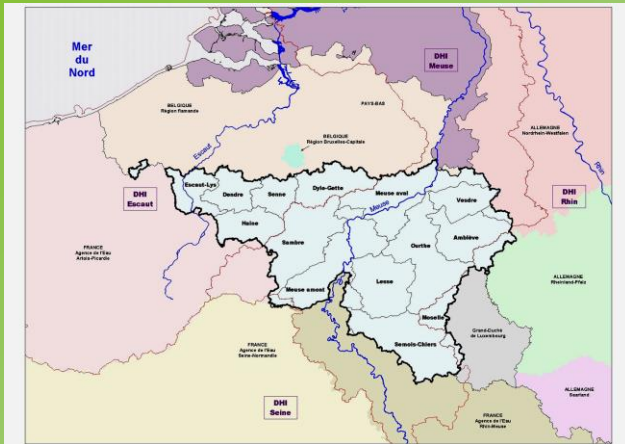 Mer
du
Nord
DHI
Meuse
BELGIQUE
Région flamande
PAYS-BAS
ALLEMAGNE
Nordrhein-Westfalen
BELGIQUE
Région Bruxelles-Capitale
Escaut
Rhin
DHI
Escaut
Escaut-Lys
Dendre
Senne
Dyle-Gette
Meuse aval
Vesdre
DHI
Rhin
Haine
Meuse
Amblève
Sambre
Ourthe
FRANCE
Agence de l'Eau
Artois-Picardie
ALLEMAGNE
Rheinland-Pfalz
Meuse amont
Lesse
Moselle
Grand-Duché
de Luxembourg
FRANCE
Agence de l'Eau
Seine-Normandie
Semois-Chiers
ALLEMAGNE
Saarland
DHI
Seine
FRANCE
Agence de l'Eau
Rhin-Meuse